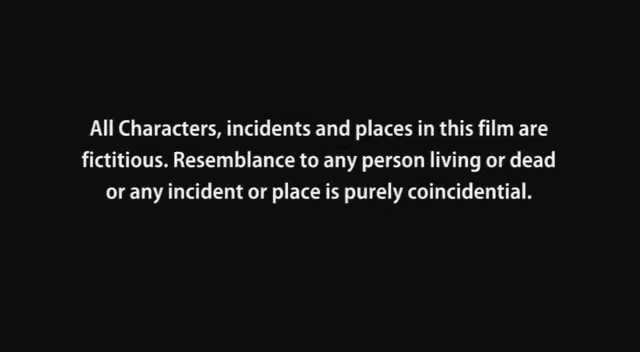 All Characters, incidents and places in this film are
fictitious. Resemblance to any person living or dead
or any incident or place is purely coincidential.